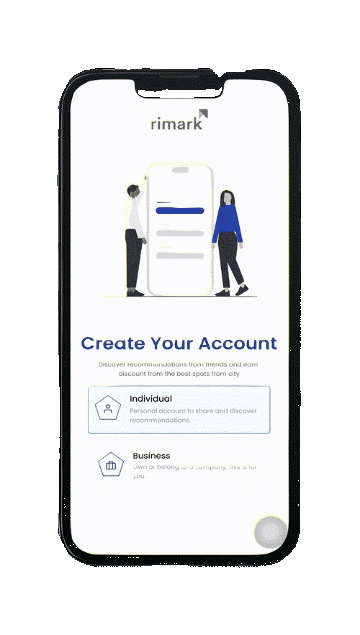 rimark
Create Your Account
Discover recommendations from friends and earn
discount from the best spots from city
Individual
Personal account to share and discover
recommendations.
Business
Own or belong to a company, this is for
you.